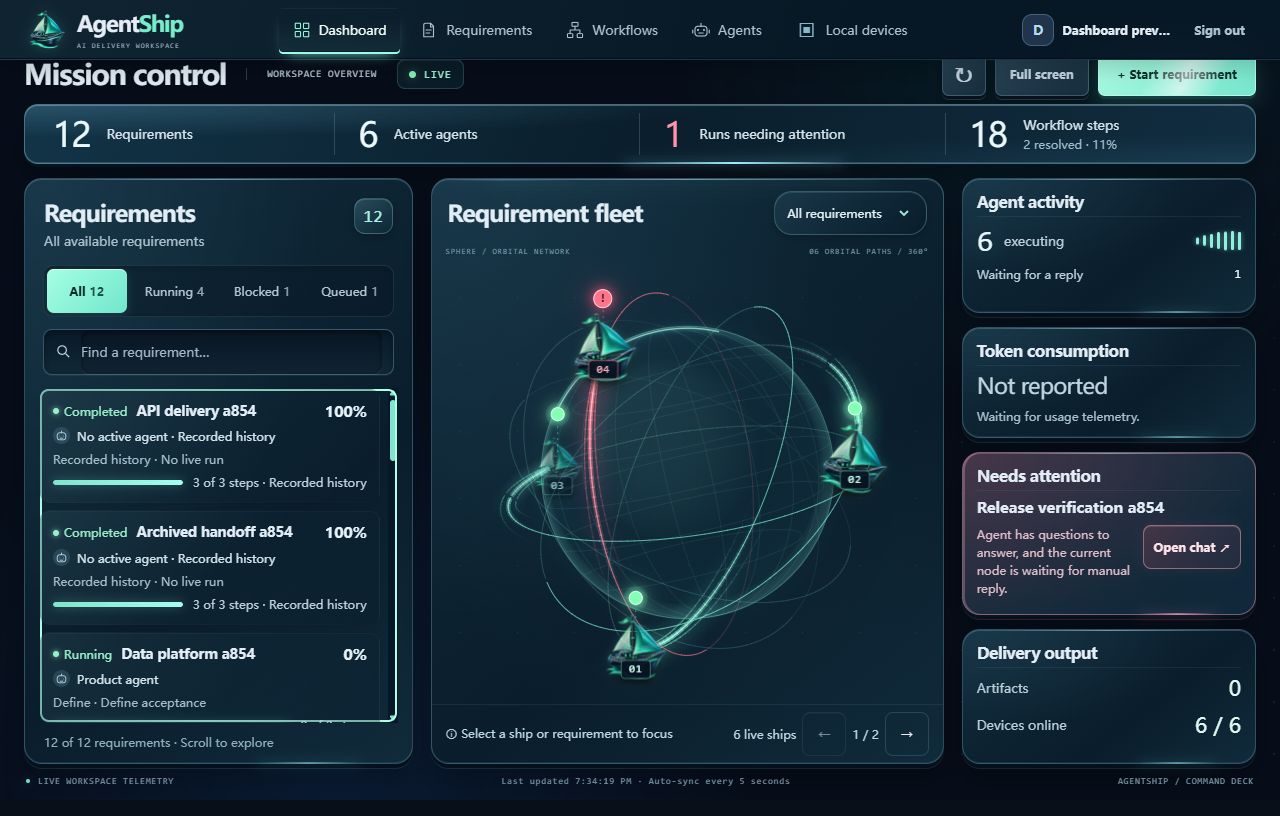 AgentShip
AI DELIVERY WORKSPACE
Dashboard
Requirements
Workflows
Agents
Local devices
D
Dashboard prev...
Sign out
Mission control
WORKSPACE OVERVIEW
LIVE
Full screen
+ Start requirement
12 Requirements
6 Active agents
1 Runs needing attention
18 Workflow steps
2 resolved · 11%
Requirements
12
All available requirements
All 12
Running 4
Blocked 1
Queued 1
Find a requirement...
Completed API delivery a854 100%
No active agent · Recorded history
Recorded history · No live run
3 of 3 steps · Recorded history
Completed Archived handoff a854 100%
No active agent · Recorded history
Recorded history · No live run
3 of 3 steps · Recorded history
Running Data platform a854 0%
Product agent
Define · Define acceptance
12 of 12 requirements · Scroll to explore
Requirement fleet
All requirements
SPHERE / ORBITAL NETWORK
06 ORBITAL PATHS / 360°
!
04
03
02
01
Select a ship or requirement to focus
6 live ships
←
1 / 2
→
Agent activity
6 executing
Waiting for a reply 1
Token consumption
Not reported
Waiting for usage telemetry.
Needs attention
Release verification a854
Agent has questions to
answer, and the current
node is waiting for manual
reply.
Open chat ↗
Delivery output
Artifacts 0
Devices online 6 / 6
LIVE WORKSPACE TELEMETRY
Last updated 7:34:19 PM · Auto-sync every 5 seconds
AGENTSHIP / COMMAND DECK